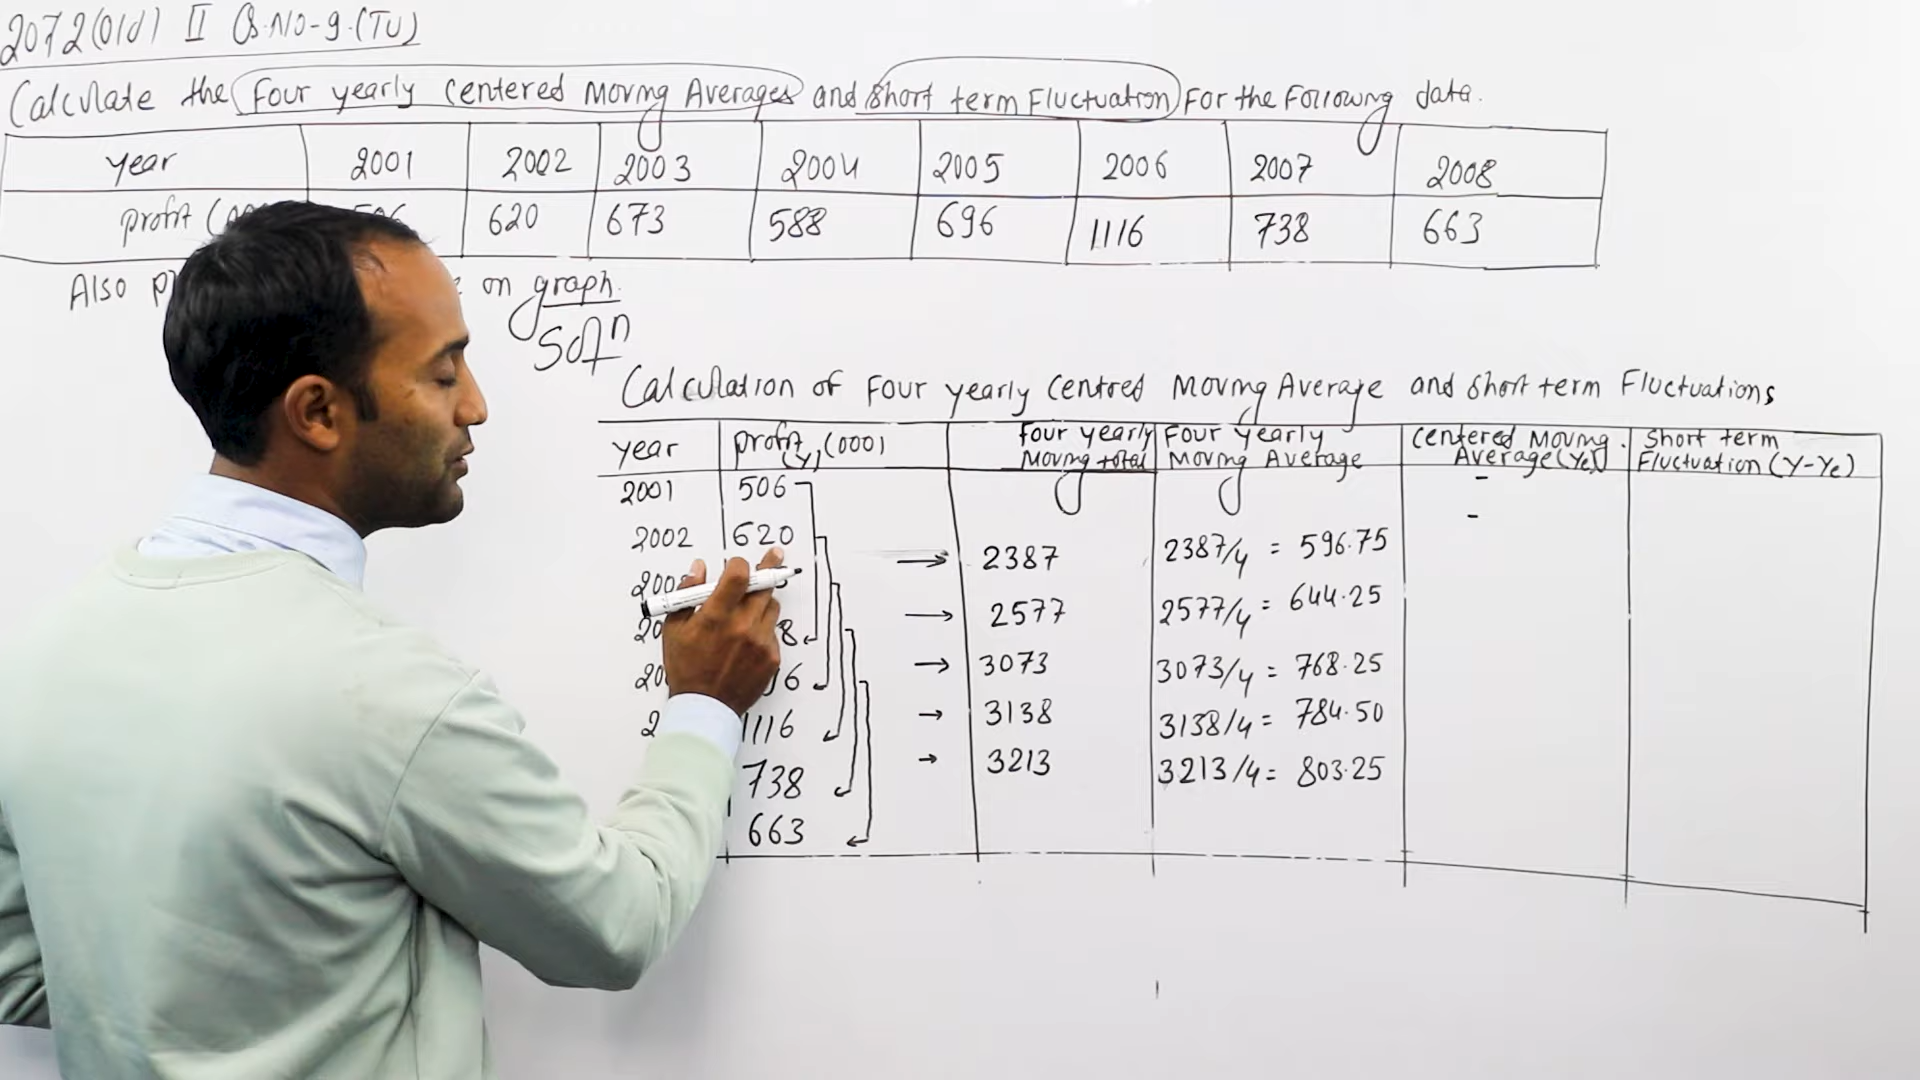 2072 (Old) II Q.NO-9.(TU)
Calculate the Four yearly centered Moving Averages and short term Fluctuation For the Following data.
year 2001 2002 2003 2004 2005 2006 2007 2008
profit 620 673 588 696 1116 738 663
Also on graph.
Solⁿ
Calculation of Four yearly Centred Moving Average and short term Fluctuations
year profit (Y) (000) Four yearly Moving total Four yearly Moving Average Centered Moving Average (Yc) Short term Fluctuation (Y-Yc)
2001 506 -
2002 620 -
2387 2387/4 = 596.75
2577 2577/4 = 644.25
3073 3073/4 = 768.25
1116 3138 3138/4 = 784.50
738 3213 3213/4 = 803.25
663